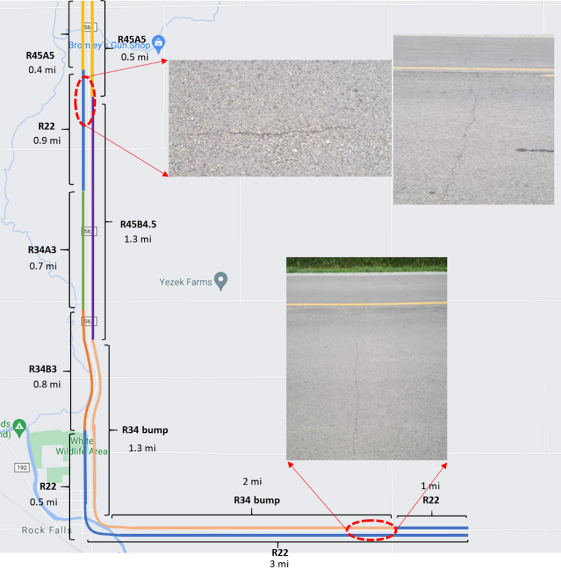 R45A5
0.4 mi
R45A5
0.5 mi
Bromley's Gun Shop
R22
0.9 mi
R45B4.5
1.3 mi
R34A3
0.7 mi
Yezek Farms
R34B3
0.8 mi
R34 bump
1.3 mi
White
Wildlife Area
192
R22
0.5 mi
Rock Falls
2 mi
R34 bump
1 mi
R22
R22
3 mi